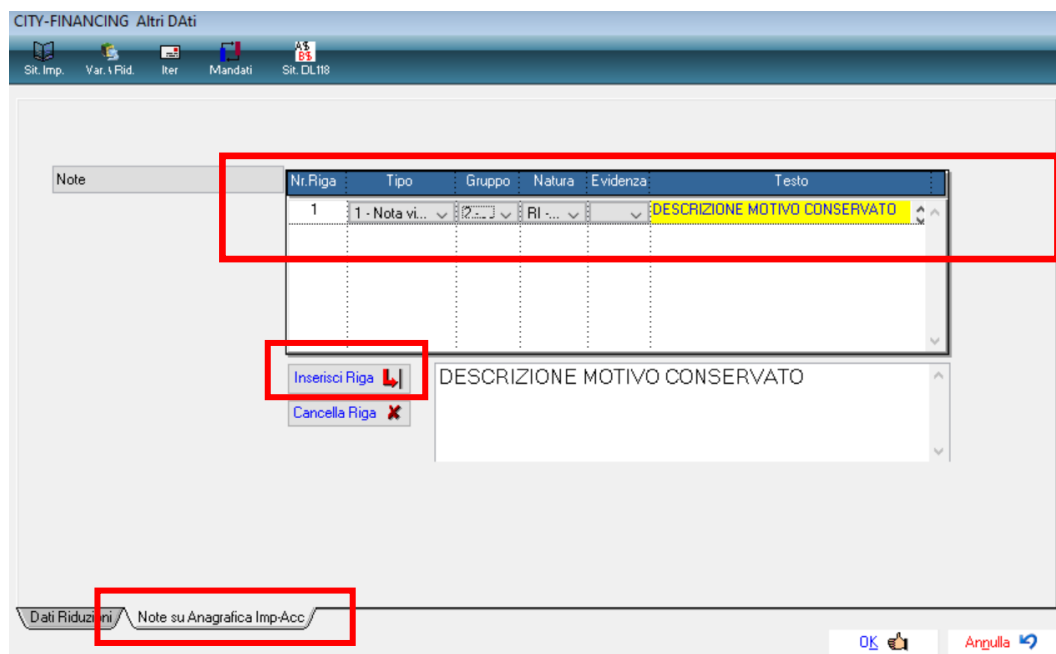 CITY-FINANCING Altri DAti
A$
B$
Sit. Imp. Var. \ Rid. Iter Mandati Sit. DL118
Note
Nr.Riga Tipo Gruppo Natura Evidenza Testo
1 1 - Nota vi... 2 - ... RI -... DESCRIZIONE MOTIVO CONSERVATO
Inserisci Riga DESCRIZIONE MOTIVO CONSERVATO
Cancella Riga
Dati Riduzioni Note su Anagrafica Imp-Acc
OK Annulla